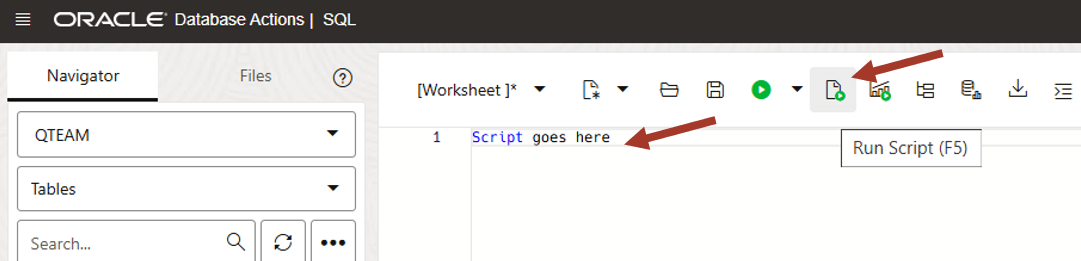 ORACLE Database Actions | SQL
Navigator
Files
[Worksheet ]*
QTEAM
1 Script goes here
Run Script (F5)
Tables
Search...